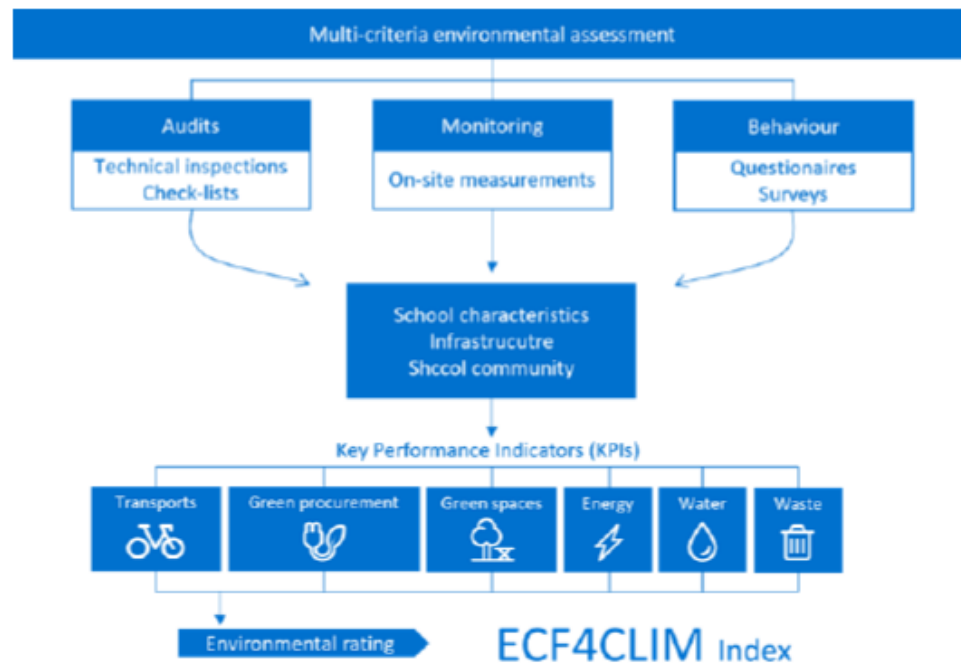 Multi-criteria environmental assessment
Audits
Technical inspections
Check-lists
Monitoring
On-site measurements
Behaviour
Questionaires
Surveys
School characteristics
Infrastrucutre
Shccol community
Key Performance Indicators (KPIs)
Transports
Green procurement
Green spaces
Energy
Water
Waste
Environmental rating
ECF4CLIM Index